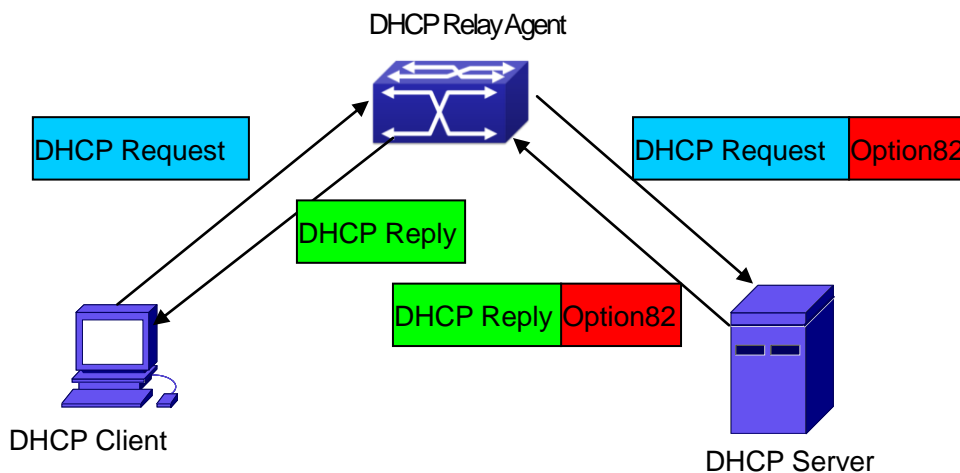 DHCP Relay Agent
DHCP Request
DHCP Request Option82
DHCP Reply
DHCP Reply Option82
DHCP Client
DHCP Server